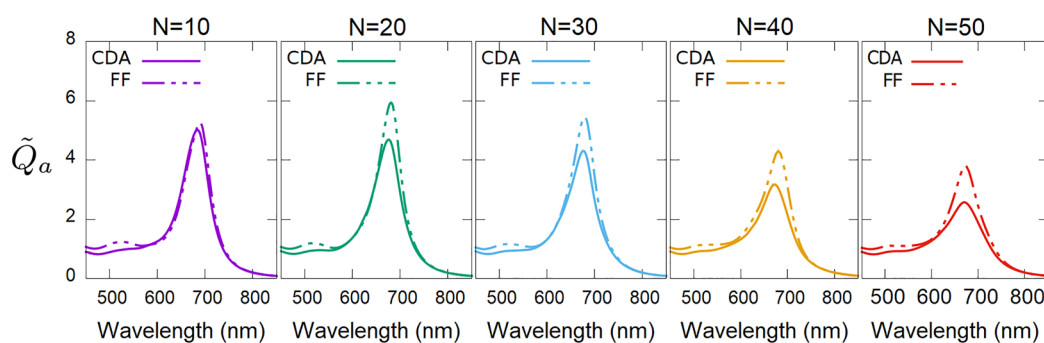 N=10 N=20 N=30 N=40 N=50
8 CDA CDA CDA CDA CDA
FF FF FF FF FF
6
Q̃ₐ 4
2
0
500 600 700 800 500 600 700 800 500 600 700 800 500 600 700 800 500 600 700 800
Wavelength (nm) Wavelength (nm) Wavelength (nm) Wavelength (nm) Wavelength (nm)